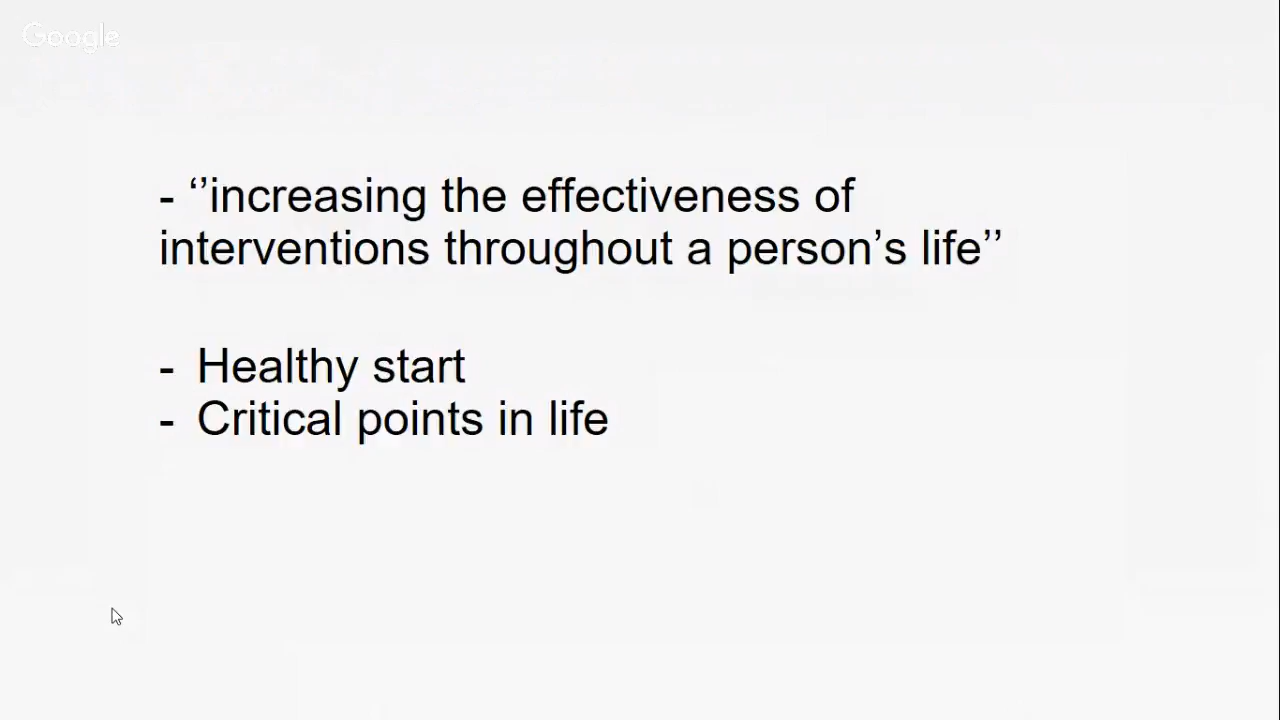 Google
- ‘’increasing the effectiveness of
interventions throughout a person’s life’’
- Healthy start
- Critical points in life